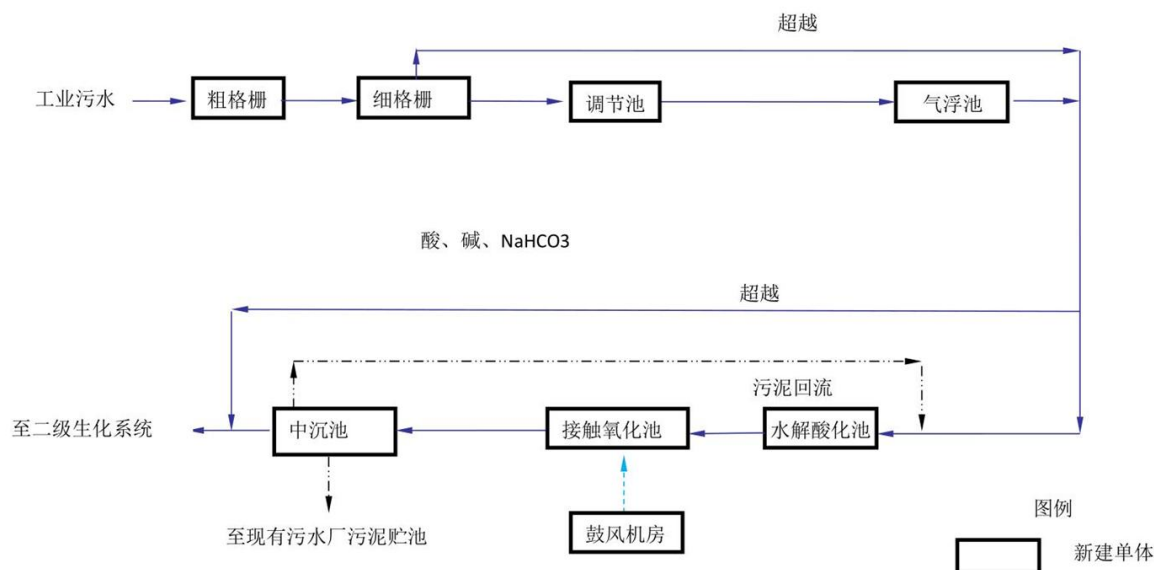 超越
工业污水
粗格栅
细格栅
调节池
气浮池
酸、碱、NaHCO3
超越
污泥回流
至二级生化系统
中沉池
接触氧化池
水解酸化池
至现有污水厂污泥贮池
鼓风机房
图例
新建单体